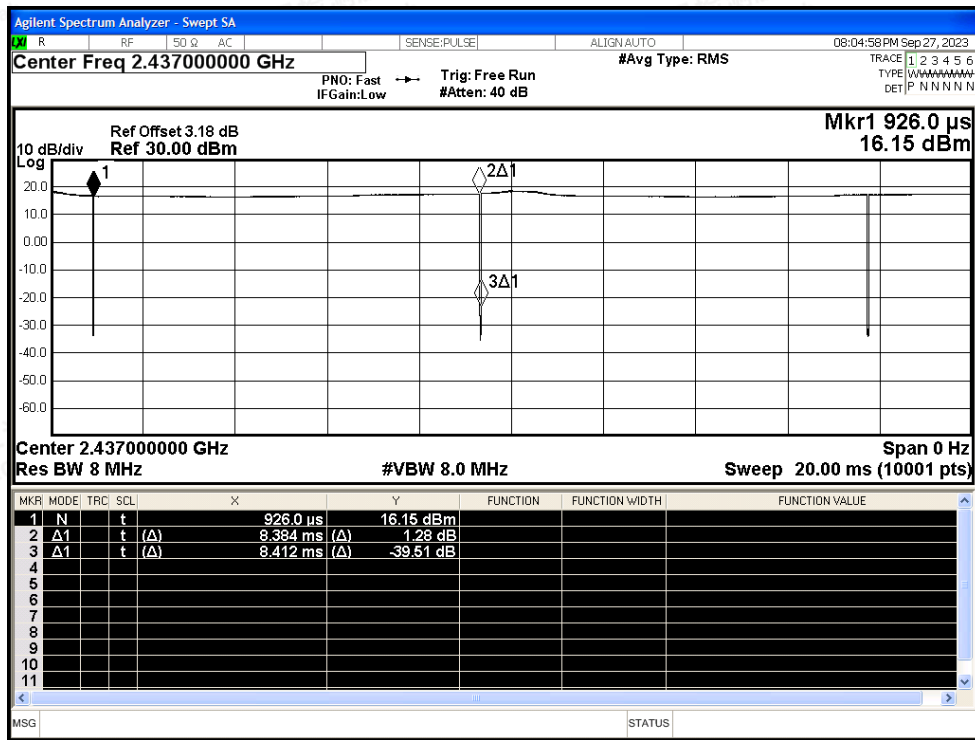 Agilent Spectrum Analyzer - Swept SA
LXI R RF 50 Ω AC SENSE:PULSE ALIGN AUTO 08:04:58 PM Sep 27, 2023
Center Freq 2.437000000 GHz
PNO: Fast
IFGain:Low
Trig: Free Run
#Atten: 40 dB
#Avg Type: RMS
TRACE 1 2 3 4 5 6
TYPE WWWWWW
DET P N N N N N
Mkr1 926.0 µs
16.15 dBm
Ref Offset 3.18 dB
10 dB/div Ref 30.00 dBm
Log
1
2Δ1
3Δ1
20.0
10.0
0.00
-10.0
-20.0
-30.0
-40.0
-50.0
-60.0
Center 2.437000000 GHz Span 0 Hz
Res BW 8 MHz #VBW 8.0 MHz Sweep 20.00 ms (10001 pts)
MKR MODE TRC SCL X Y FUNCTION FUNCTION WIDTH FUNCTION VALUE
1 N t 926.0 µs 16.15 dBm
2 Δ1 t (Δ) 8.384 ms (Δ) 1.28 dB
3 Δ1 t (Δ) 8.412 ms (Δ) -39.51 dB
4
5
6
7
8
9
10
11
MSG STATUS